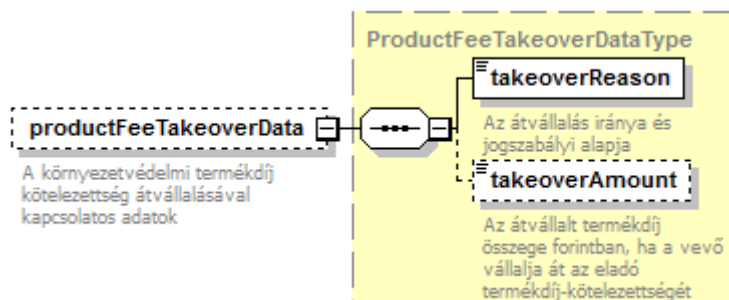 ProductFeeTakeoverDataType
takeoverReason
productFeeTakeoverData
Az átvállalás iránya és
jogszabályi alapja
A környezetvédelmi termékdíj
kötelezettség átvállalásával
kapcsolatos adatok
takeoverAmount
Az átvállalt termékdíj
összege forintban, ha a vevő
vállalja át az eladó
termékdíj-kötelezettségét